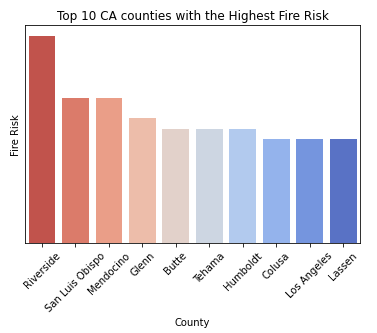 Top 10 CA counties with the Highest Fire Risk
Fire Risk
Riverside
San Luis Obispo
Mendocino
Glenn
Butte
Tehama
Humboldt
Colusa
Los Angeles
Lassen
County